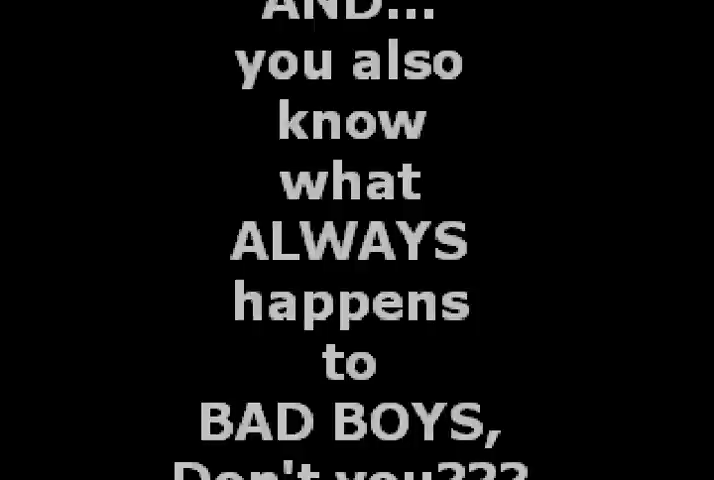 AND...
you also
know
what
ALWAYS
happens
to
BAD BOYS,
Don't you???